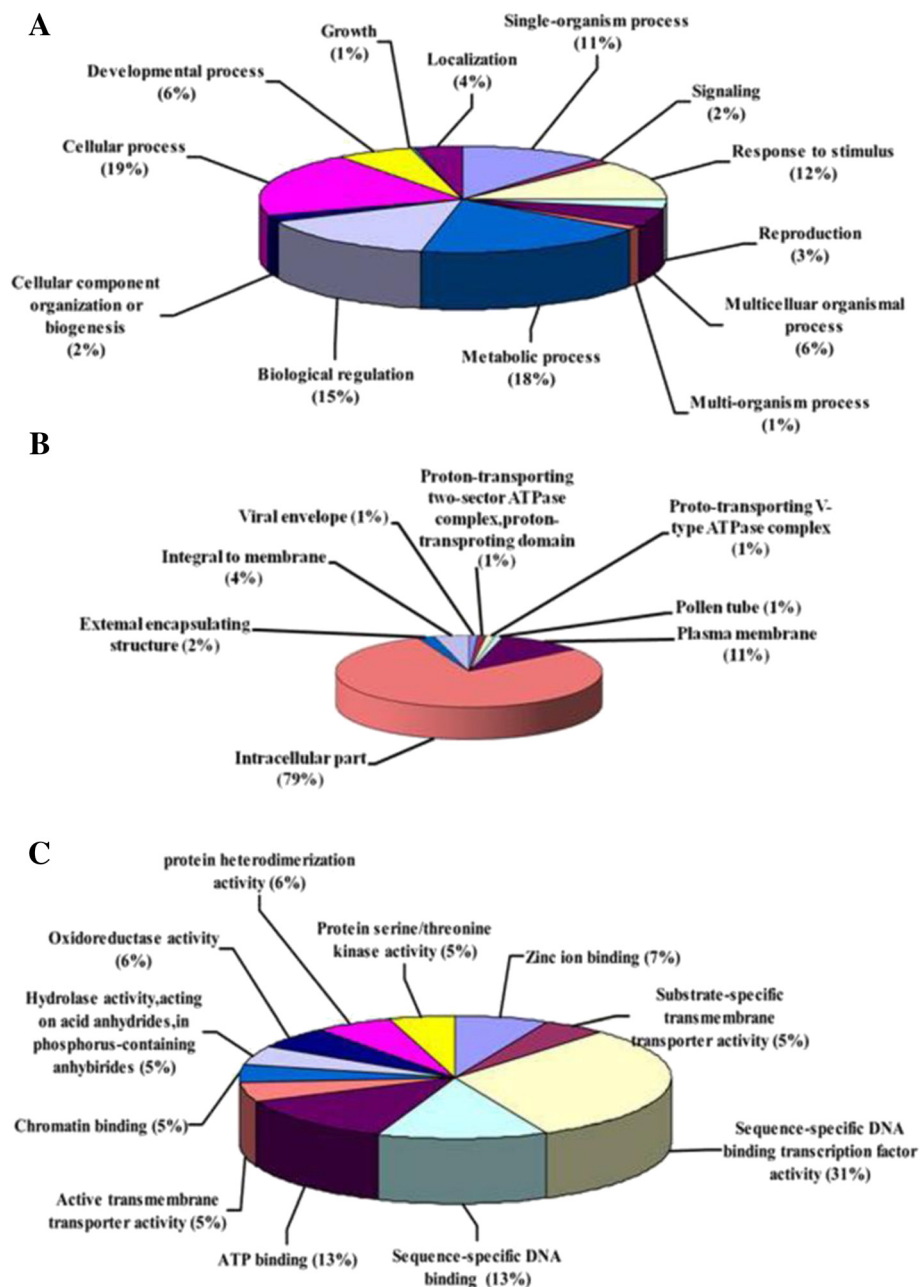 A
Growth
(1%)
Single-organism process
(11%)
Localization
(4%)
Developmental process
(6%)
Signaling
(2%)
Cellular process
(19%)
Response to stimulus
(12%)
Reproduction
(3%)
Cellular component
organization or
biogenesis
(2%)
Multicelluar organismal
process
(6%)
Biological regulation
(15%)
Metabolic process
(18%)
Multi-organism process
(1%)
B
Proton-transporting
two-sector ATPase
complex,proton-
transproting domain
(1%)
Viral envelope (1%)
Proto-transporting V-
type ATPase complex
(1%)
Integral to membrane
(4%)
Pollen tube (1%)
External encapsulating
structure (2%)
Plasma membrane
(11%)
Intracellular part
(79%)
C
protein heterodimerization
activity (6%)
Protein serine/threonine
kinase activity (5%)
Oxidoreductase activity
(6%)
Zinc ion binding (7%)
Hydrolase activity,acting
on acid anhydrides,in
phosphorus-containing
anhybirides (5%)
Substrate-specific
transmembrane
transporter activity (5%)
Chromatin binding (5%)
Sequence-specific DNA
binding transcription factor
activity (31%)
Active transmembrane
transporter activity (5%)
ATP binding (13%)
Sequence-specific DNA
binding (13%)